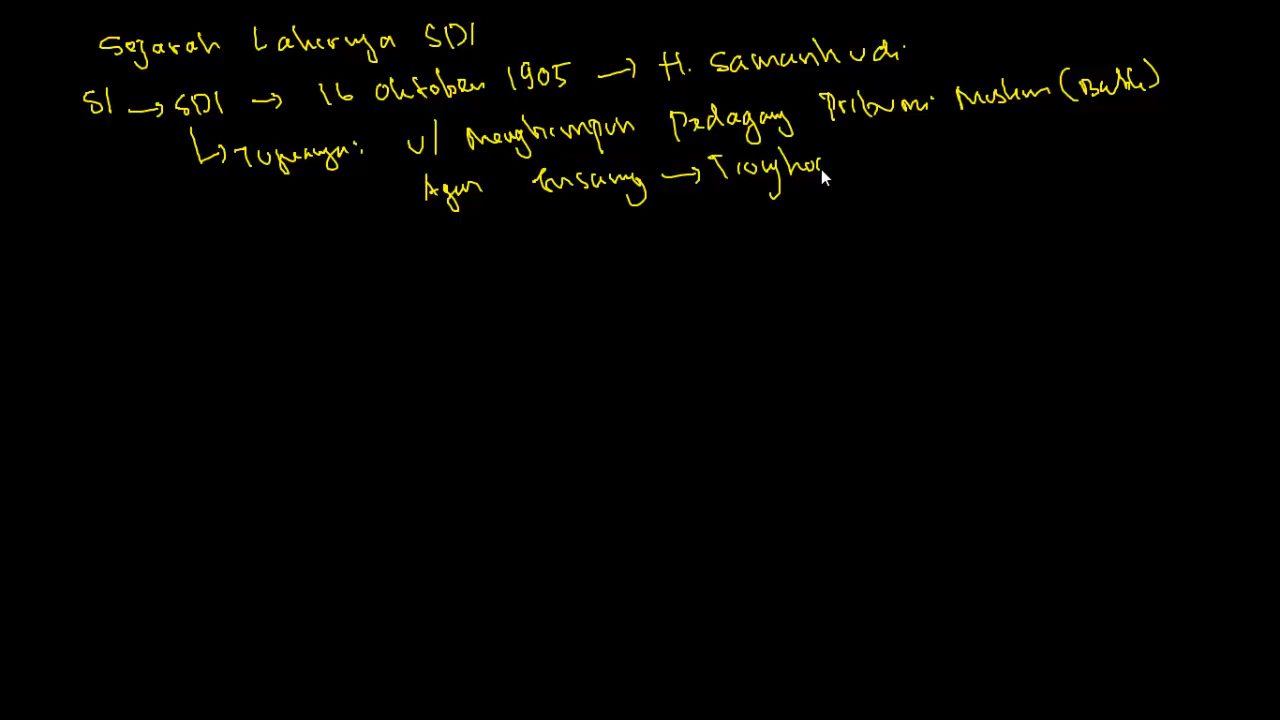 Sejarah Lahirnya SDI
SI → SDI → 16 Oktober 1905 → H. Samanhudi
↳ Tujuannya: u/ Menghimpun Pedagang Pribumi Muslim (Batik)
Agar bersaing → Tionghoa